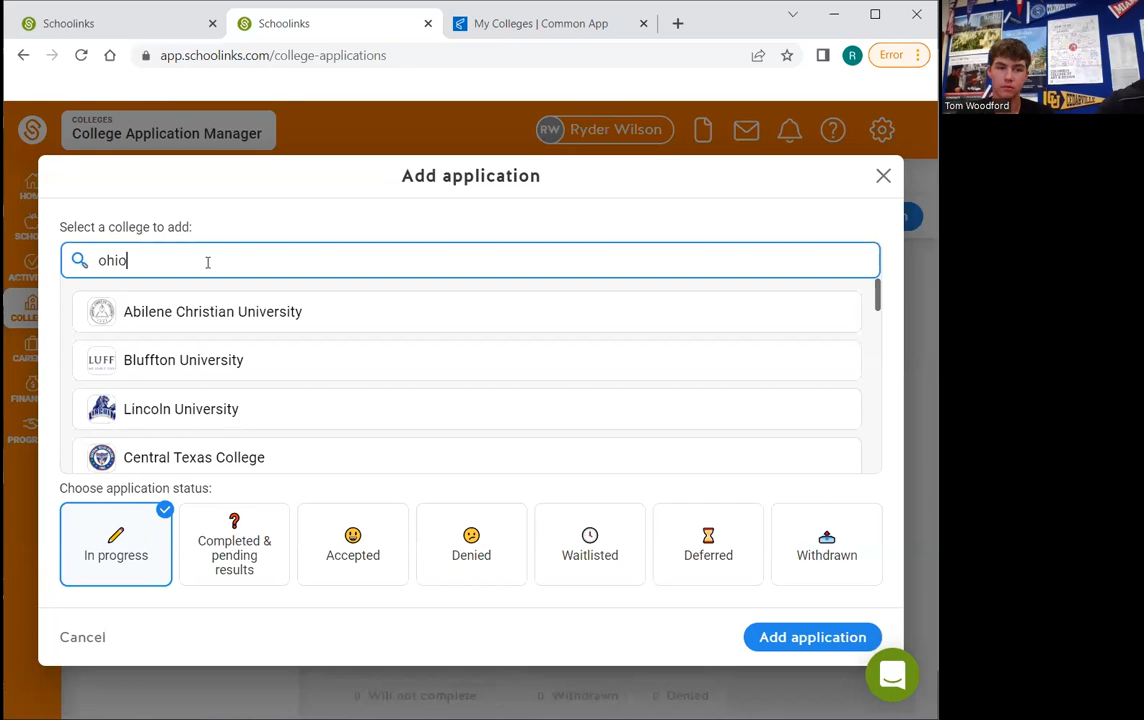 Schoolinks
Schoolinks
My Colleges | Common App
app.schoolinks.com/college-applications
R
Error
Tom Woodford
COLLEGES
College Application Manager
RW
Ryder Wilson
Add application
Select a college to add:
ohio
Abilene Christian University
LUFF
Bluffton University
Lincoln University
Central Texas College
Choose application status:
In progress
Completed &
pending
results
Accepted
Denied
Waitlisted
Deferred
Withdrawn
Cancel
Add application
0 Will not complete
0 Withdrawn
0 Denied